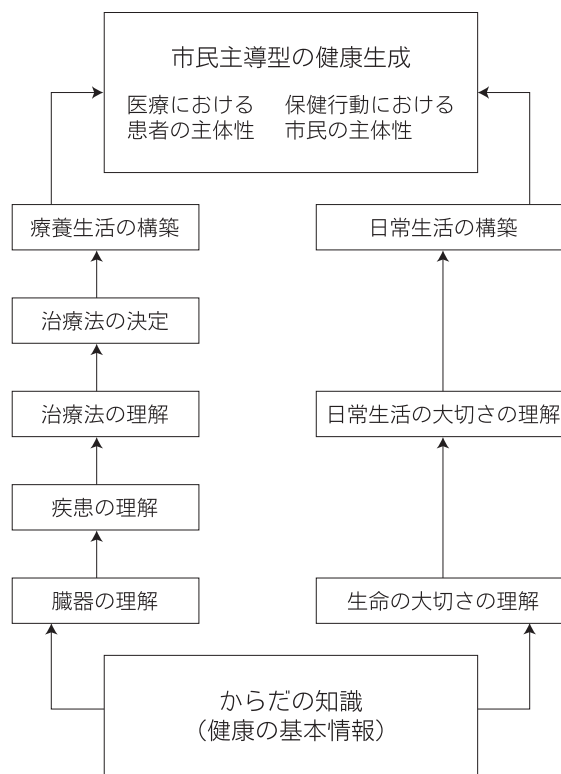 市民主導型の健康生成
医療における
患者の主体性
保健行動における
市民の主体性
療養生活の構築
日常生活の構築
治療法の決定
治療法の理解
日常生活の大切さの理解
疾患の理解
臓器の理解
生命の大切さの理解
からだの知識
（健康の基本情報）